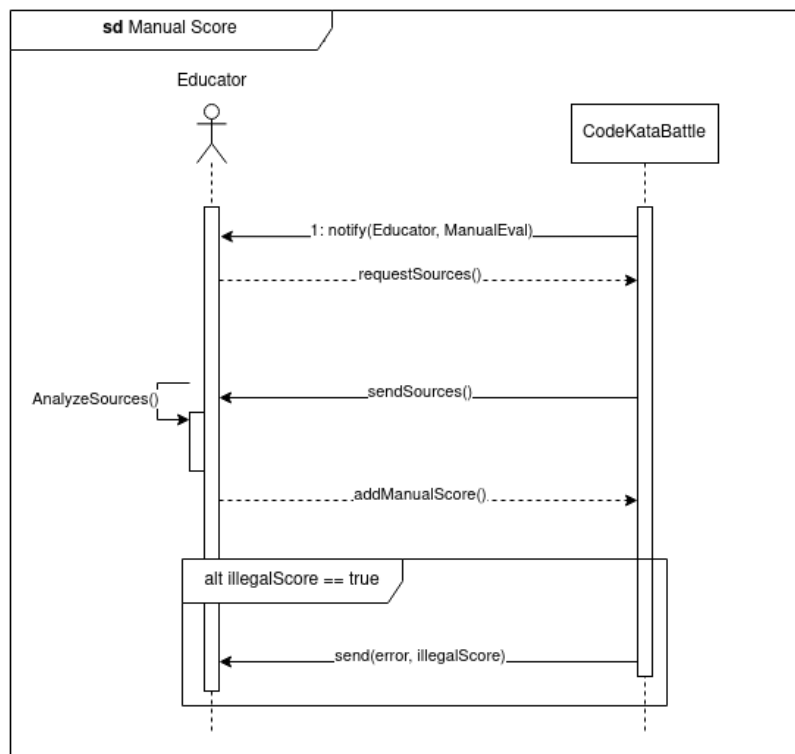 sd Manual Score
Educator
CodeKataBattle
1: notify(Educator, ManualEval)
requestSources()
sendSources()
AnalyzeSources()
addManualScore()
alt illegalScore == true
send(error, illegalScore)